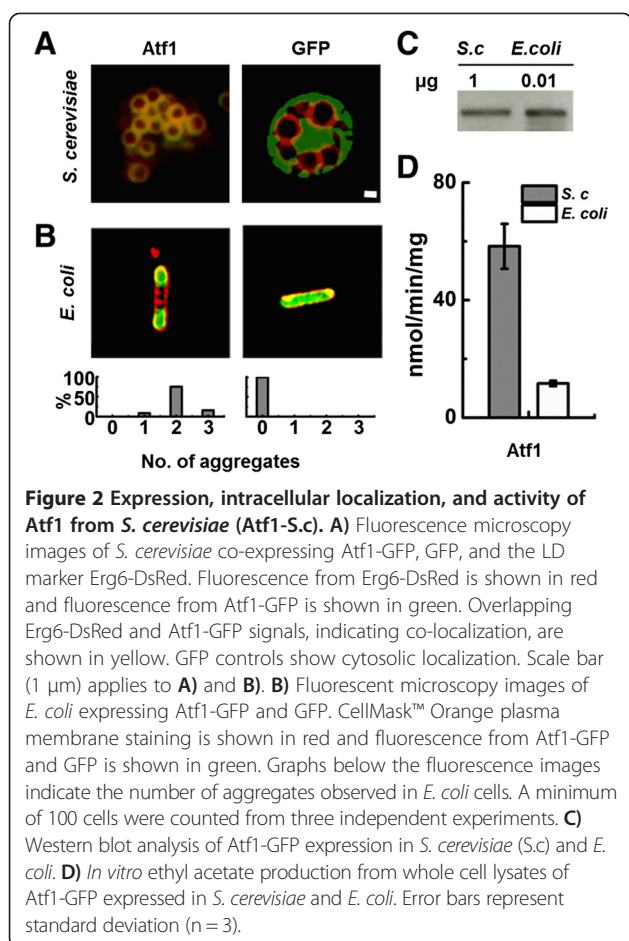 A
Atf1
GFP
S. cerevisiae
B
E. coli
%
100
50
0
0 1 2 3
0 1 2 3
No. of aggregates
C
S.c E.coli
µg 1 0.01
D
80
40
0
nmol/min/mg
S. c
E. coli
Atf1
Figure 2 Expression, intracellular localization, and activity of
Atf1 from S. cerevisiae (Atf1-S.c). A) Fluorescence microscopy
images of S. cerevisiae co-expressing Atf1-GFP, GFP, and the LD
marker Erg6-DsRed. Fluorescence from Erg6-DsRed is shown in red
and fluorescence from Atf1-GFP is shown in green. Overlapping
Erg6-DsRed and Atf1-GFP signals, indicating co-localization, are
shown in yellow. GFP controls show cytosolic localization. Scale bar
(1 μm) applies to A) and B). B) Fluorescent microscopy images of
E. coli expressing Atf1-GFP and GFP. CellMask™ Orange plasma
membrane staining is shown in red and fluorescence from Atf1-GFP
and GFP is shown in green. Graphs below the fluorescence images
indicate the number of aggregates observed in E. coli cells. A minimum
of 100 cells were counted from three independent experiments. C)
Western blot analysis of Atf1-GFP expression in S. cerevisiae (S.c) and E.
coli. D) In vitro ethyl acetate production from whole cell lysates of
Atf1-GFP expressed in S. cerevisiae and E. coli. Error bars represent
standard deviation (n = 3).